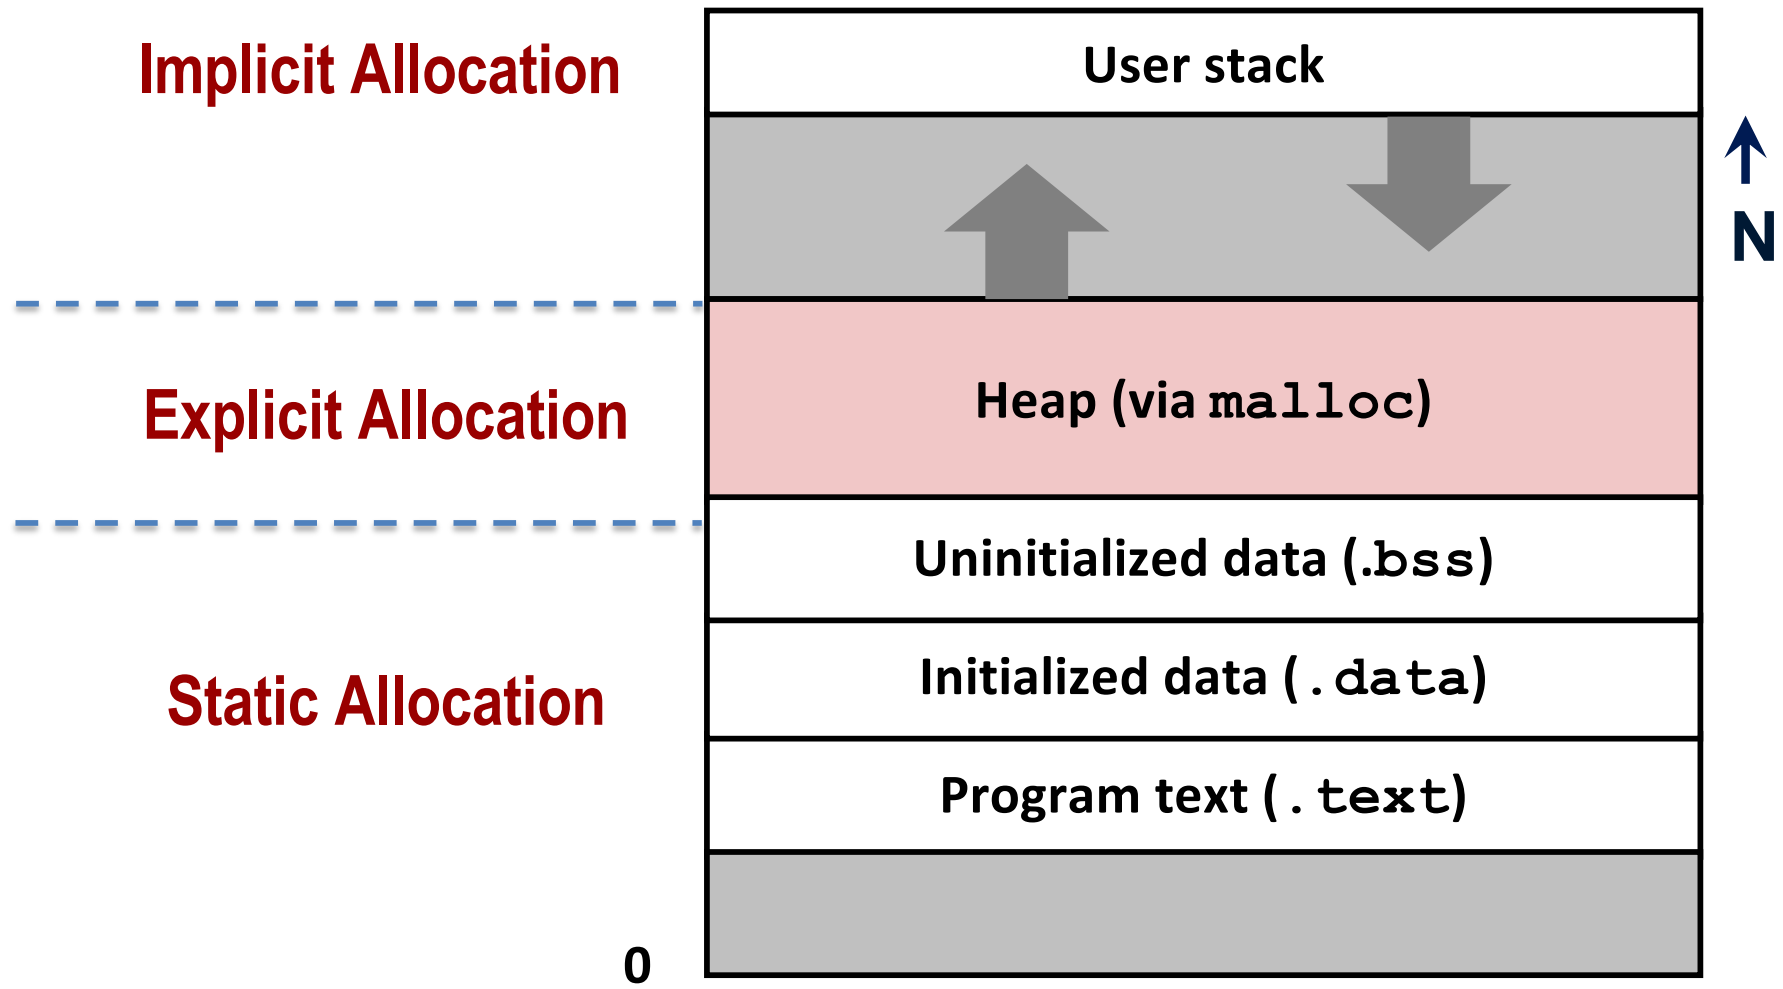 Implicit Allocation
User stack
N
Explicit Allocation
Heap (via malloc)
Uninitialized data (.bss)
Static Allocation
Initialized data (.data)
Program text (.text)
0